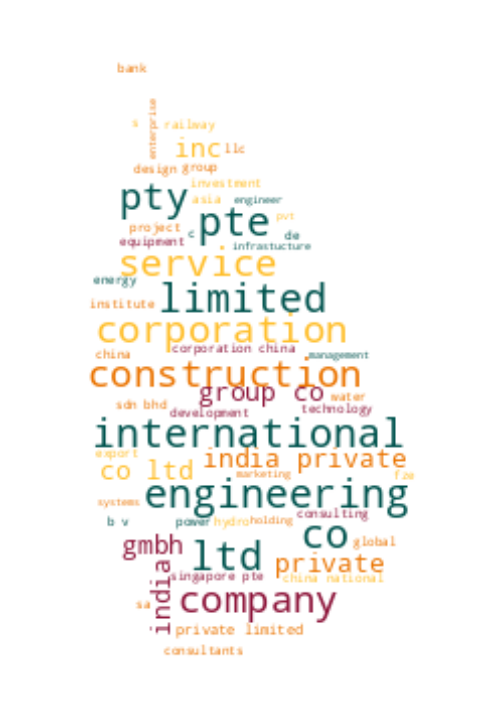 bank
enterprise
s railway
inc llc
design group
investment
pty asia engineer
pte pvt
project c de
equipment infrastucture
service
energy
institute limited
corporation
corporation china
china management
construction
group co water
sdn bhd technology
development
international
export india private
co ltd marketing fze
systems engineering
b v power hydro holding consulting
co global
gmbh ltd private
india singapore pte china national
sa company
private limited
consultants